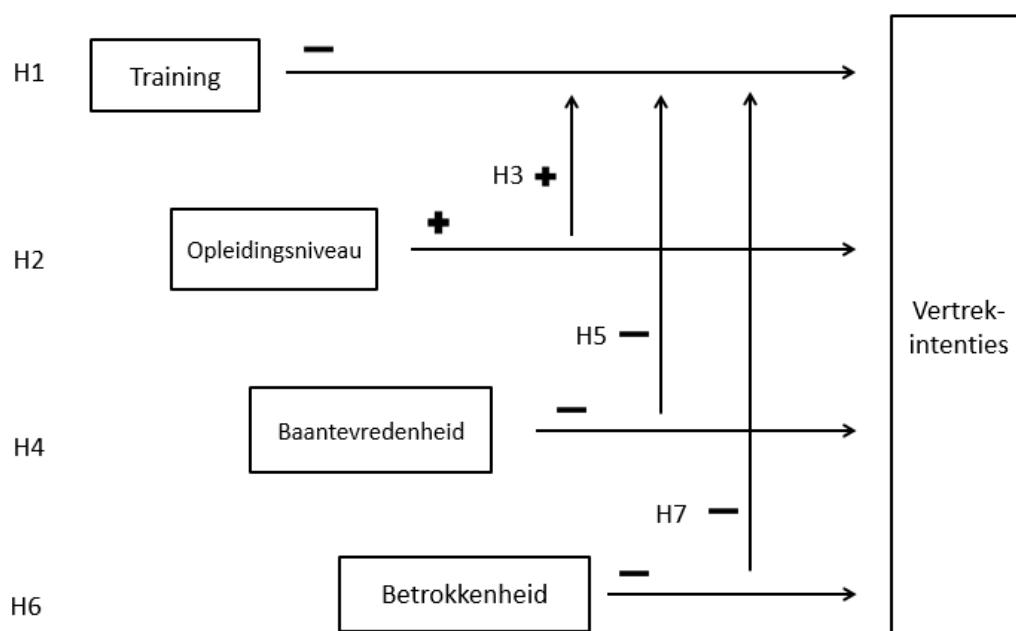 H1
Training
−
H3 +
H2
Opleidingsniveau
+
H5 −
Vertrek-
intenties
H4
Baantevredenheid
−
H7 −
H6
Betrokkenheid
−